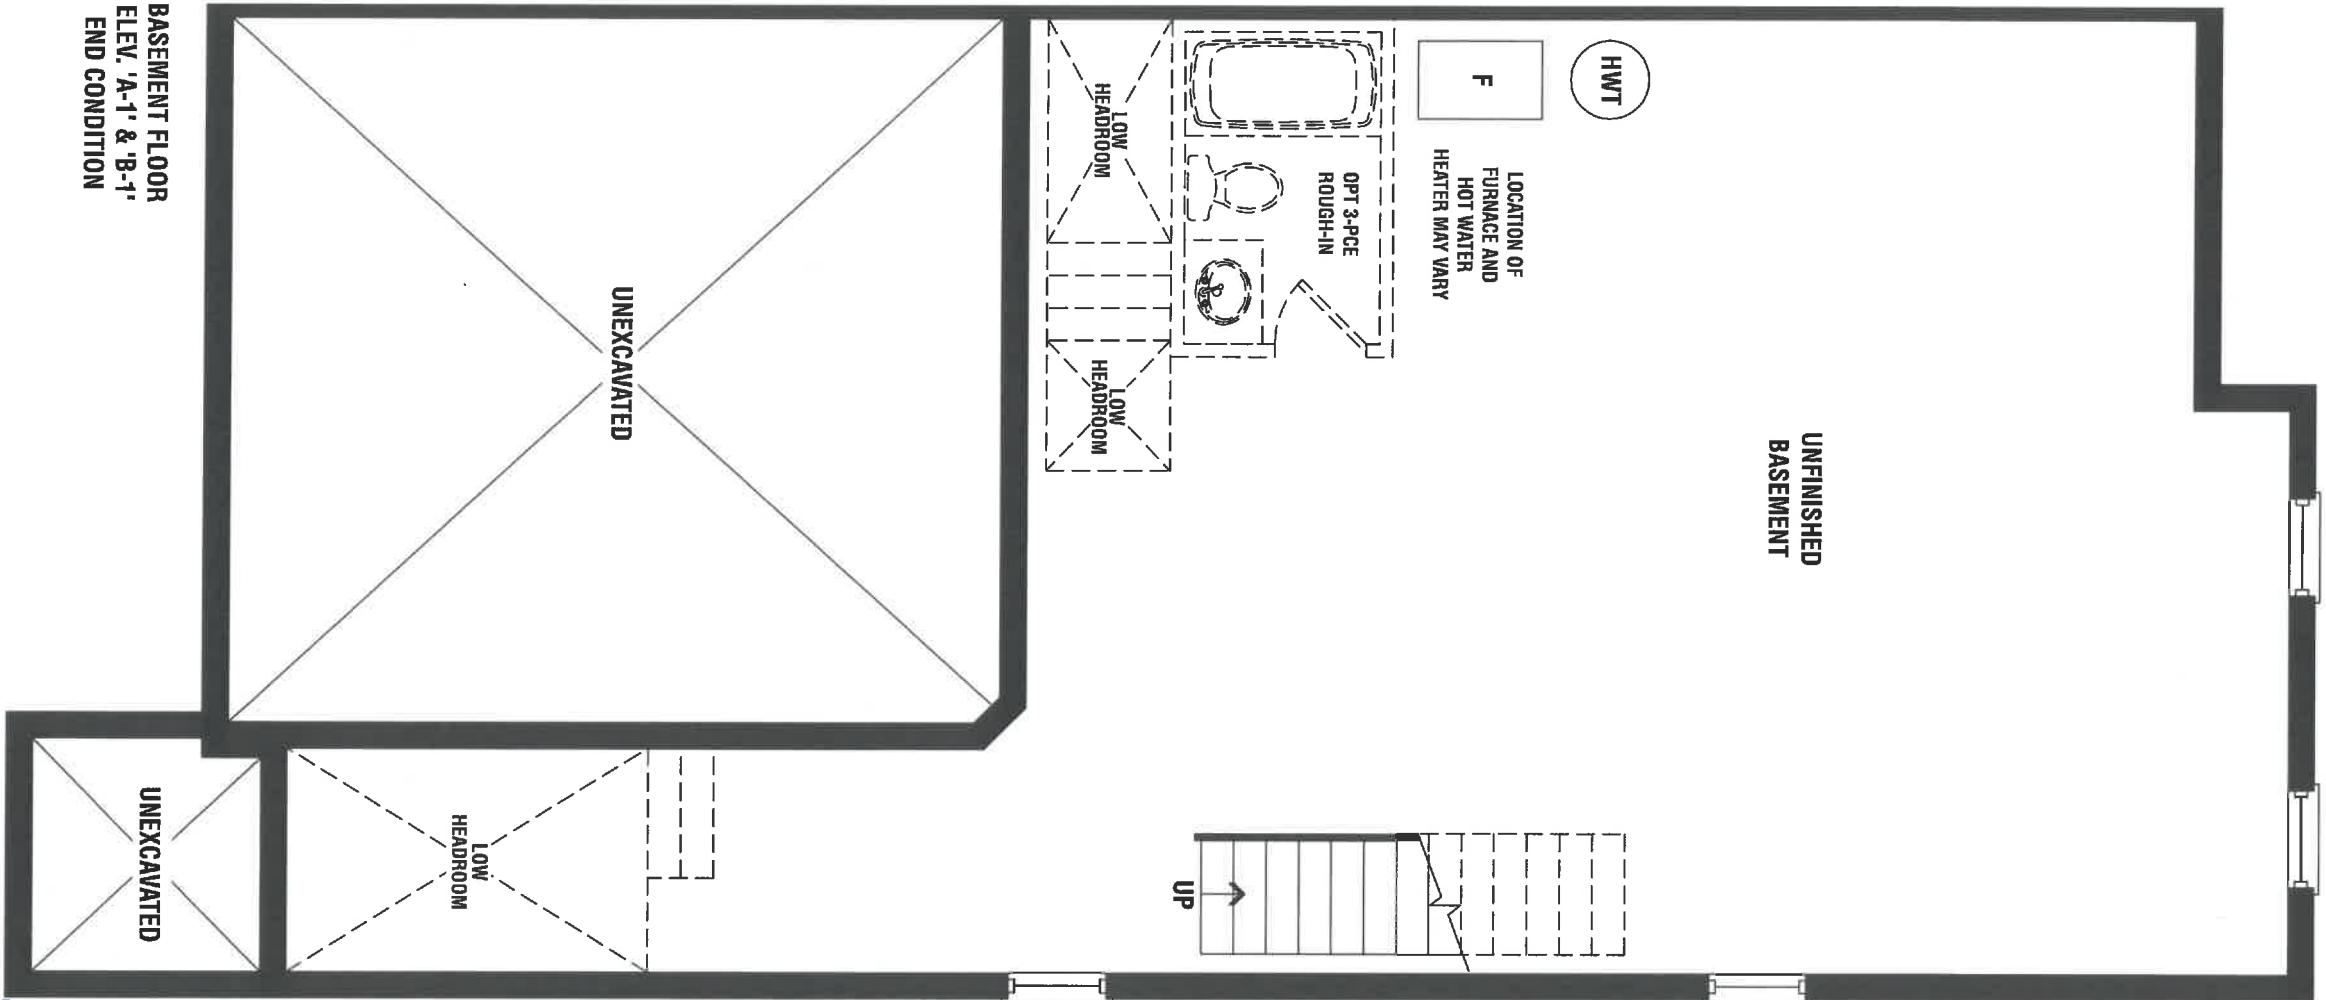 BASEMENT FLOOR
ELEV. 'A-1' & 'B-1'
END CONDITION
UNEXCAVATED
LOW
HEADROOM
OPT 3-PCE
ROUGH-IN
F
HWT
LOCATION OF
FURNACE AND
HOT WATER
HEATER MAY VARY
LOW
HEADROOM
UNFINISHED
BASEMENT
UNEXCAVATED
LOW
HEADROOM
UP